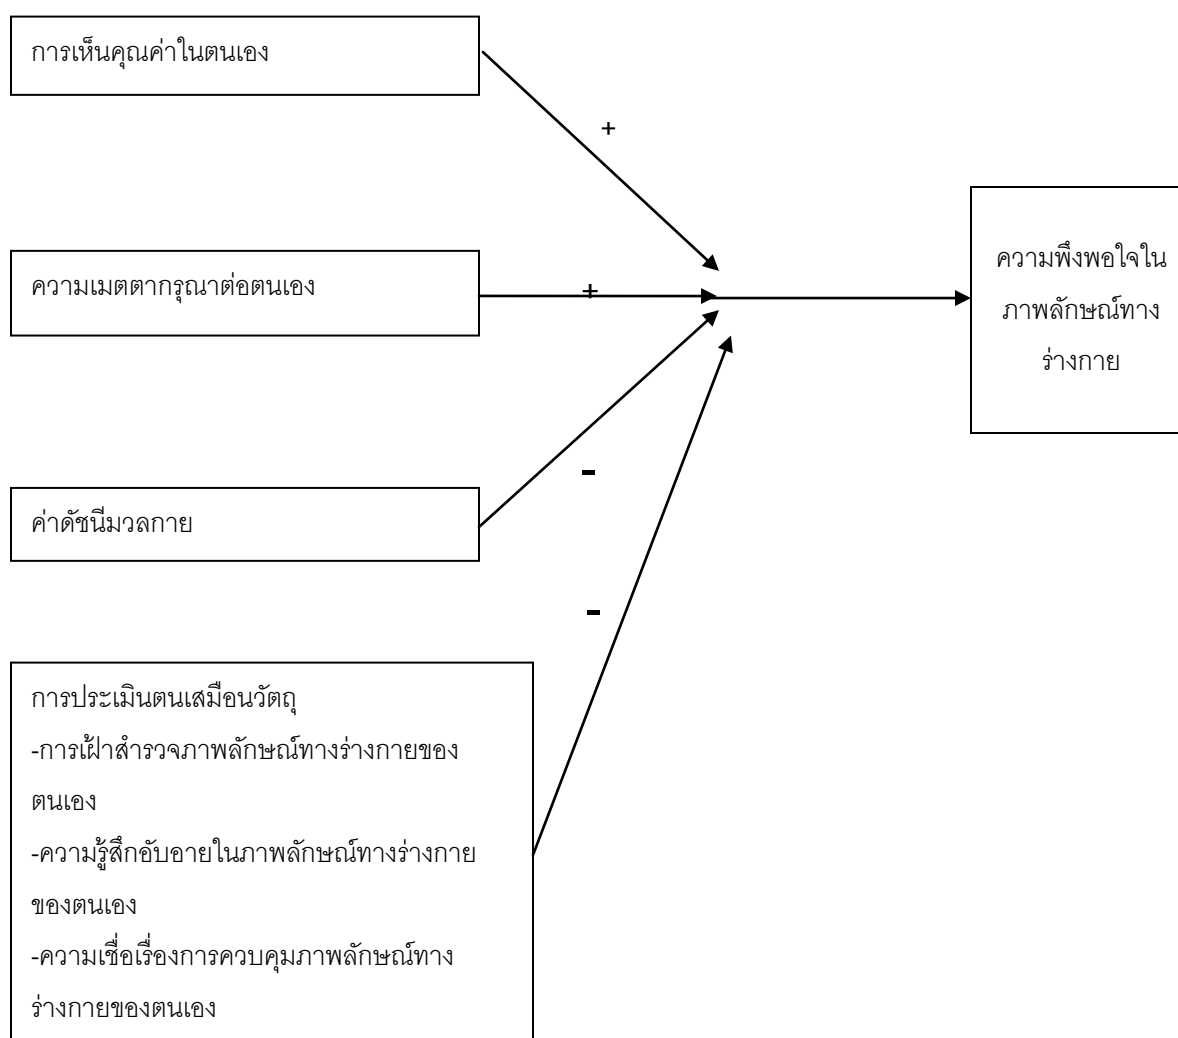 การเห็นคุณค่าในตนเอง
+
ความเมตตากรุณาต่อตนเอง
+
ความพึงพอใจใน
ภาพลักษณ์ทาง
ร่างกาย
-
ค่าดัชนีมวลกาย
-
การประเมินตนเสมือนวัตถุ
-การเฝ้าสำรวจภาพลักษณ์ทางร่างกายของ
ตนเอง
-ความรู้สึกอับอายในภาพลักษณ์ทางร่างกาย
ของตนเอง
-ความเชื่อเรื่องการควบคุมภาพลักษณ์ทาง
ร่างกายของตนเอง